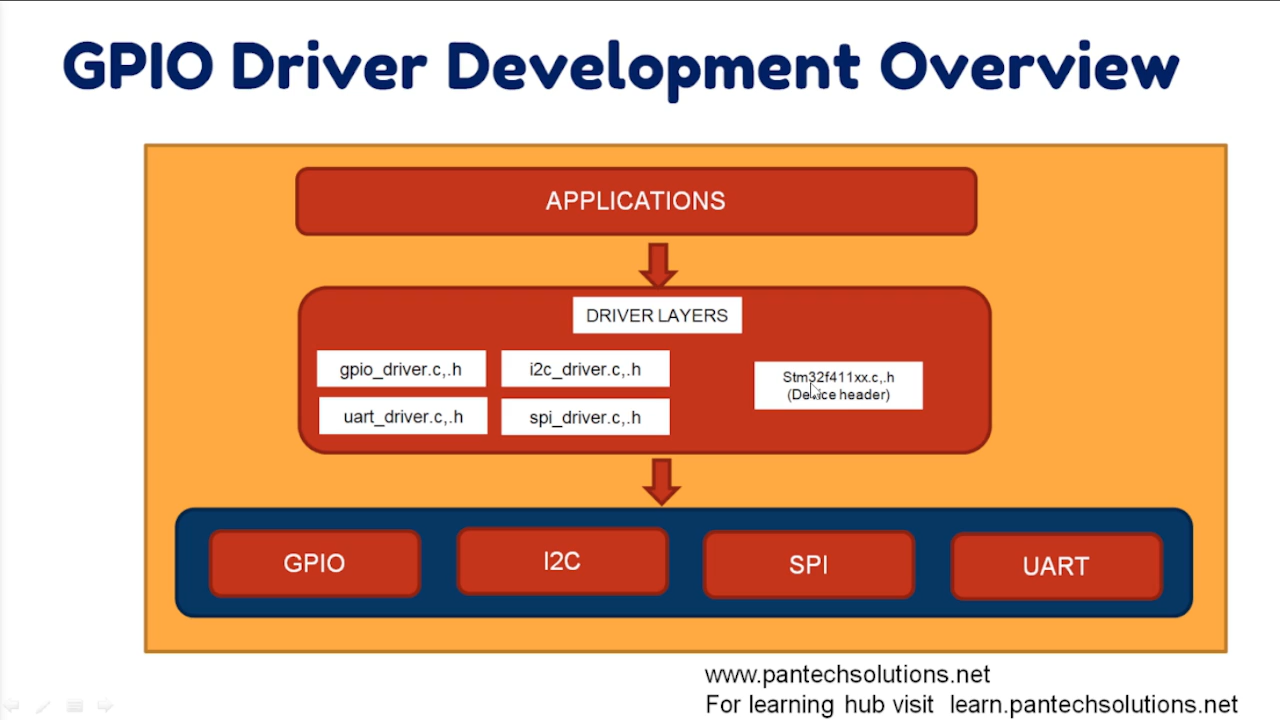 GPIO Driver Development Overview
APPLICATIONS
DRIVER LAYERS
gpio_driver.c,.h
i2c_driver.c,.h
Stm32f411xx.c,.h
(Device header)
uart_driver.c,.h
spi_driver.c,.h
GPIO
I2C
SPI
UART
www.pantechsolutions.net
For learning hub visit learn.pantechsolutions.net